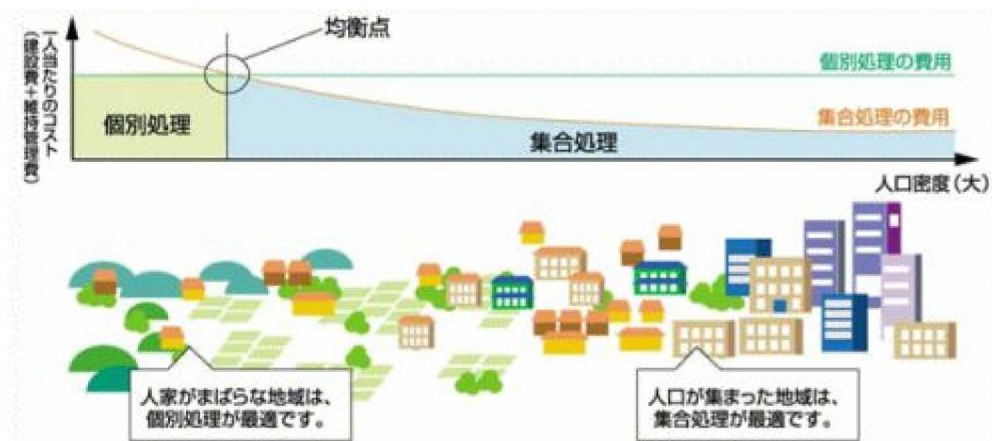 均衡点
一人当たりのコスト
(建設費+維持管理費)
個別処理の費用
個別処理
集合処理の費用
集合処理
人口密度(大)
人家がまばらな地域は、
個別処理が最適です。
人口が集まった地域は、
集合処理が最適です。